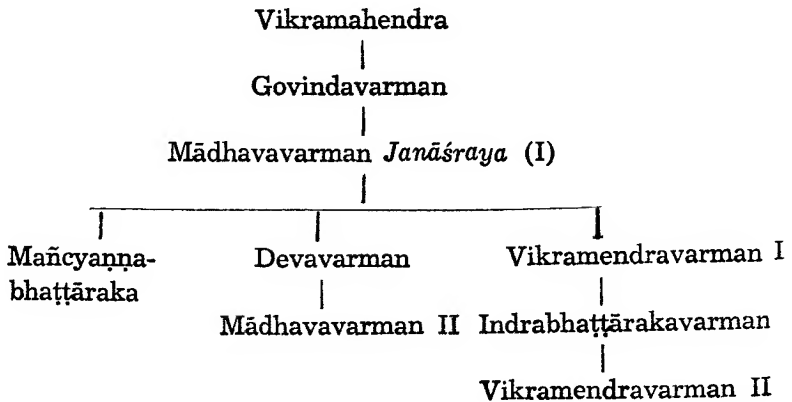 Vikramahendra
Govindavarman
Mādhavavarman Janāśraya (I)
Mañcyaṇṇa- Devavarman Vikramendravarman I
bhaṭṭāraka
Mādhavavarman II Indrabhaṭṭārakavarman
Vikramendravarman II